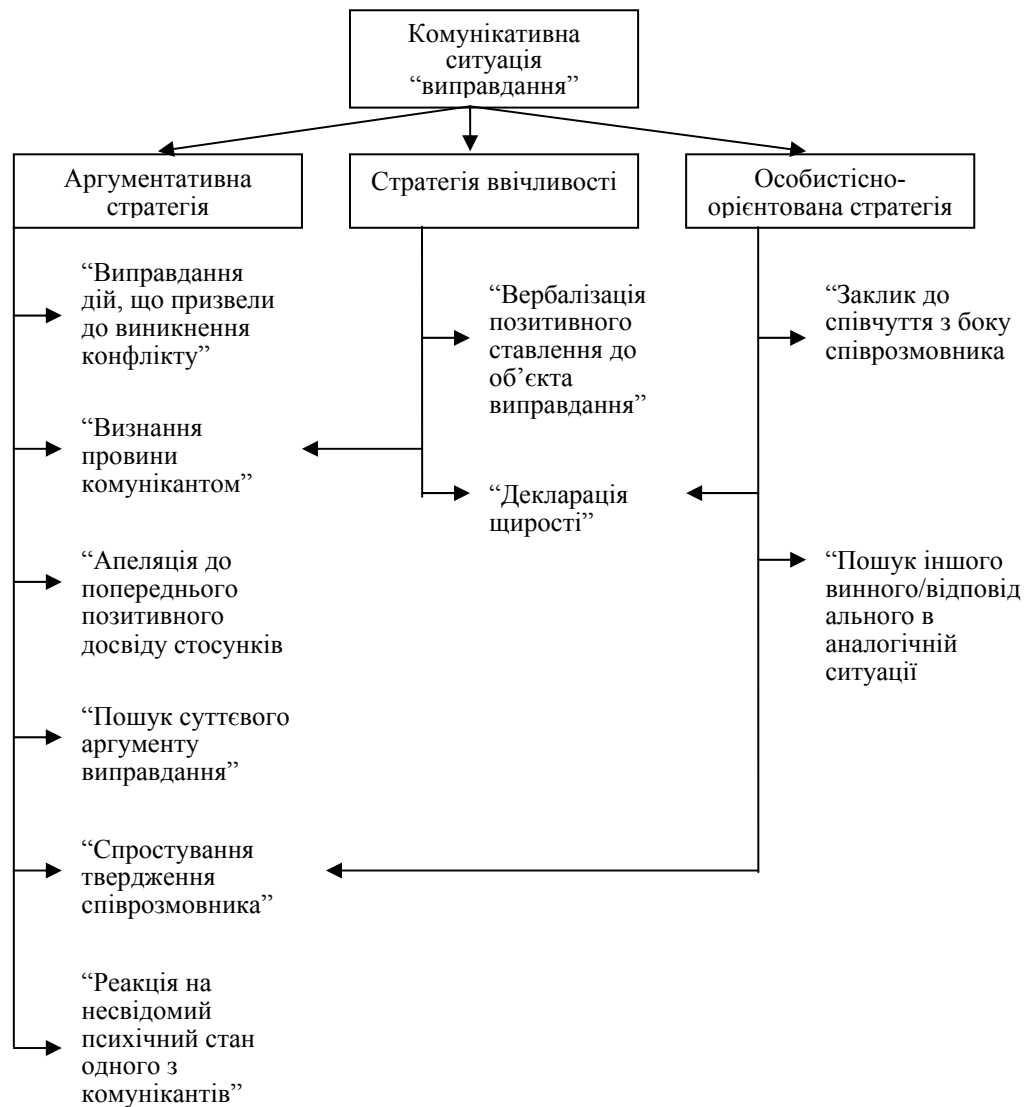 Комунікативна
ситуація
“виправдання”
Аргументативна
стратегія
Стратегія ввічливості
Особистісно-
орієнтована стратегія
“Виправдання
дій, що призвели
до виникнення
конфлікту”
“Визнання
провини
комунікантом”
“Апеляція до
попереднього
позитивного
досвіду стосунків
“Пошук суттєвого
аргументу
виправдання”
“Спростування
твердження
співрозмовника”
“Реакція на
несвідомий
психічний стан
одного з
комунікантів”
“Вербалізація
позитивного
ставлення до
об’єкта
виправдання”
“Декларація
щирості”
“Заклик до
співчуття з боку
співрозмовника
“Пошук іншого
винного/відповід
ального в
аналогічній
ситуації